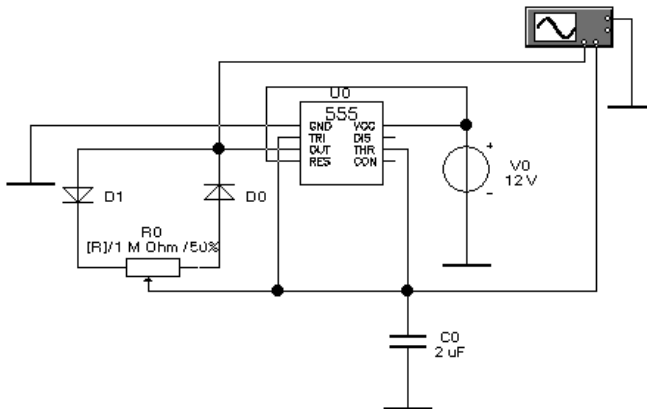 U0
555
GND VCC
TRI DIS
OUT THR
RES CON
V0
12 V
D1
D0
R0
[R]/1 M Ohm /50%
C0
2 uF